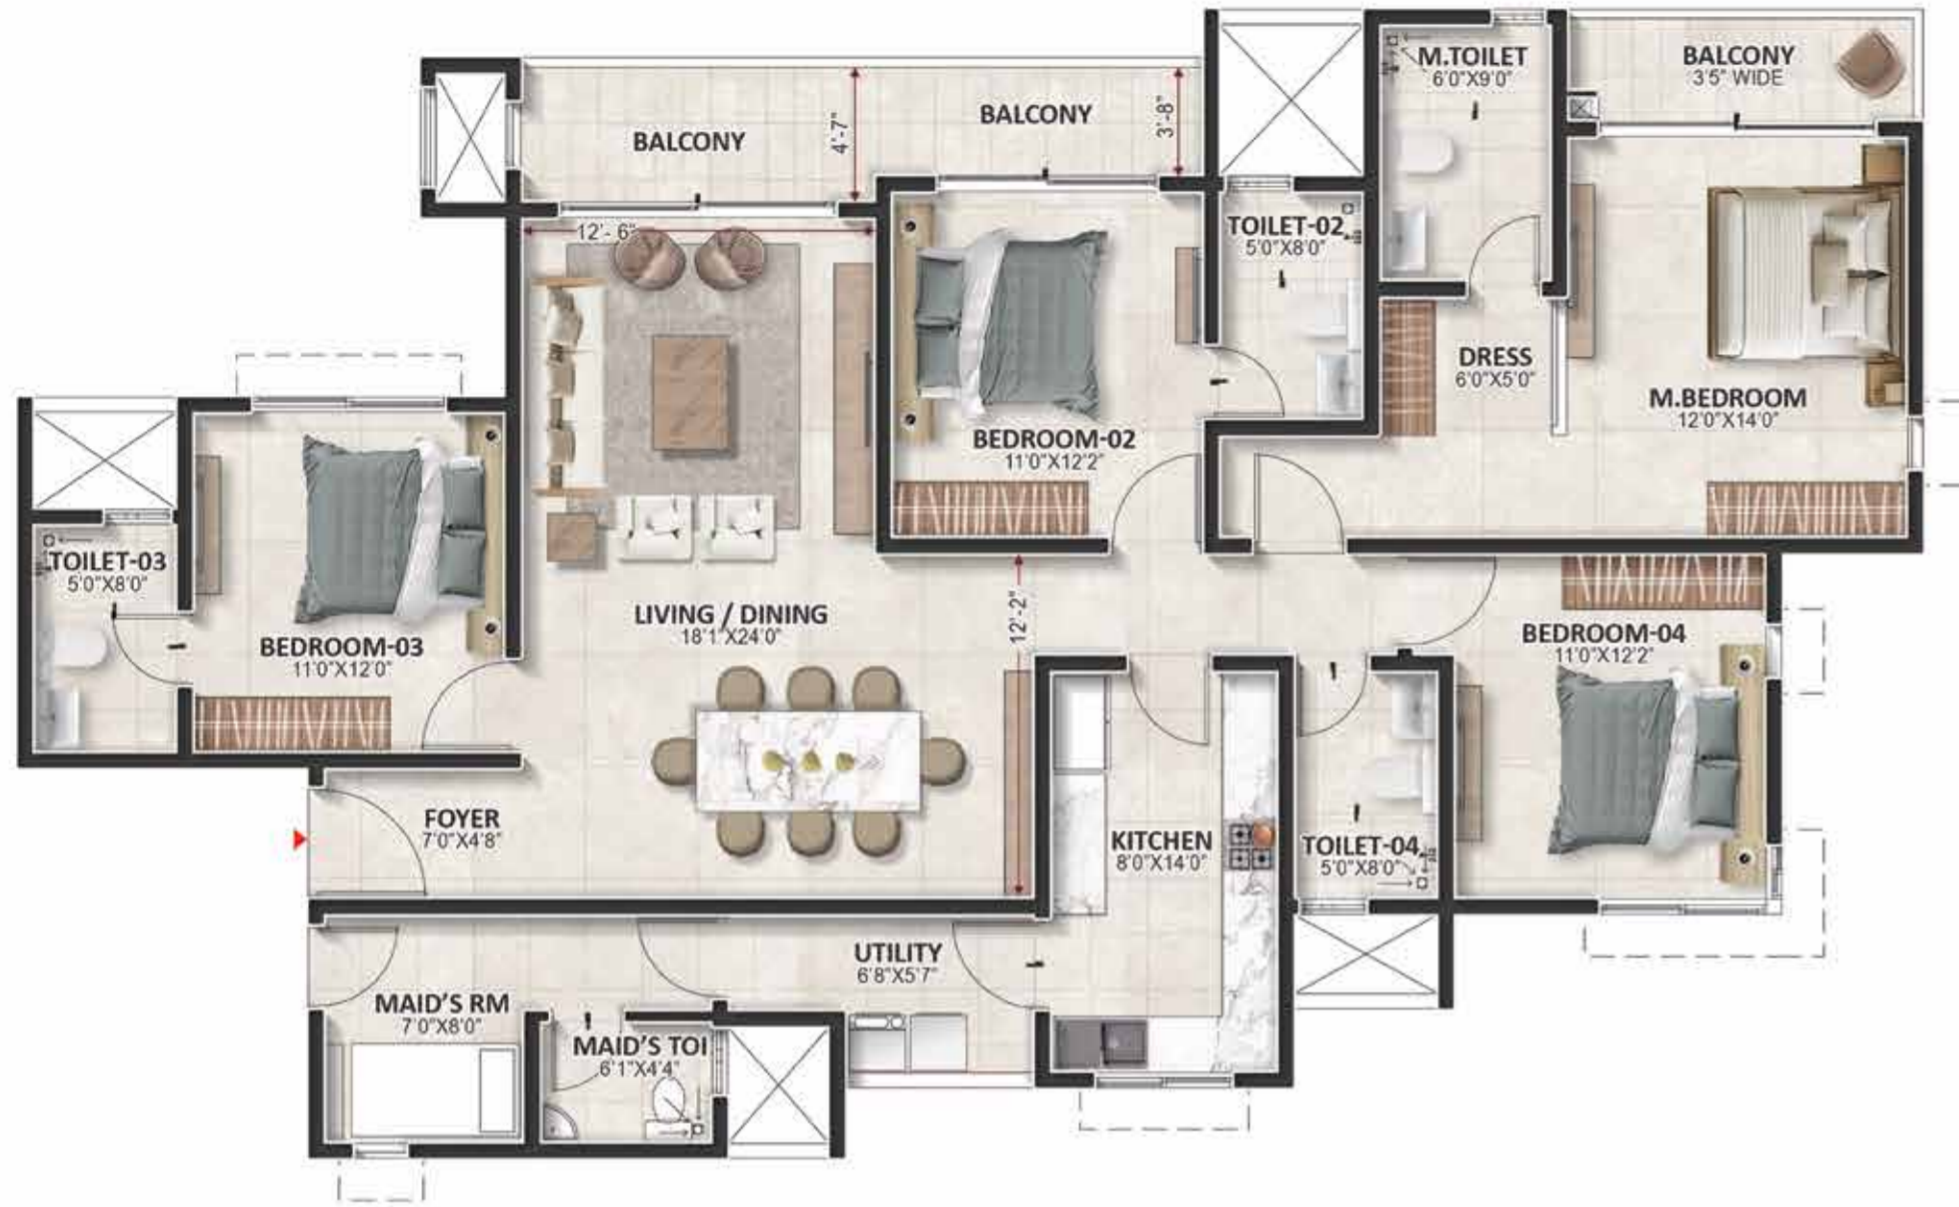 M.TOILET
6'0"X9'0"
BALCONY
3'5" WIDE
BALCONY
4'-7"
BALCONY
3'-8"
12'- 6"
TOILET-02
5'0"X8'0"
DRESS
6'0"X5'0"
M.BEDROOM
12'0"X14'0"
BEDROOM-02
11'0"X12'2"
TOILET-03
5'0"X8'0"
BEDROOM-03
11'0"X12'0"
LIVING / DINING
18'1"X24'0"
12'-2"
BEDROOM-04
11'0"X12'2"
FOYER
7'0"X4'8"
KITCHEN
8'0"X14'0"
TOILET-04
5'0"X8'0"
UTILITY
6'8"X5'7"
MAID'S RM
7'0"X8'0"
MAID'S TOI
6'1"X4'4"